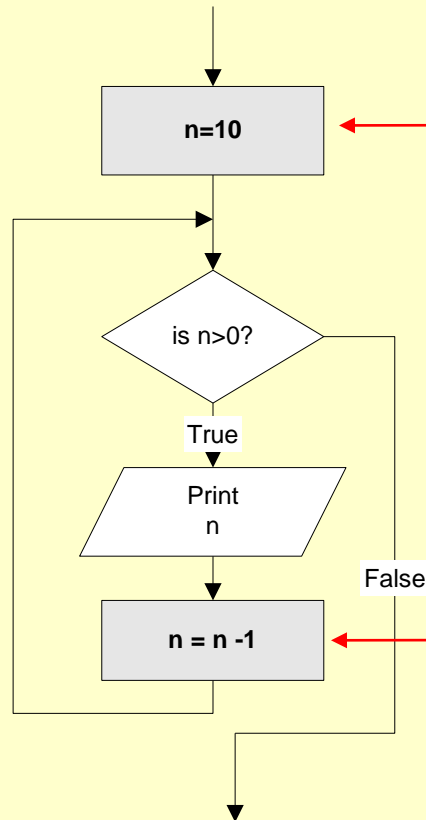 n=10
is n>0?
True
Print
n
False
n = n -1